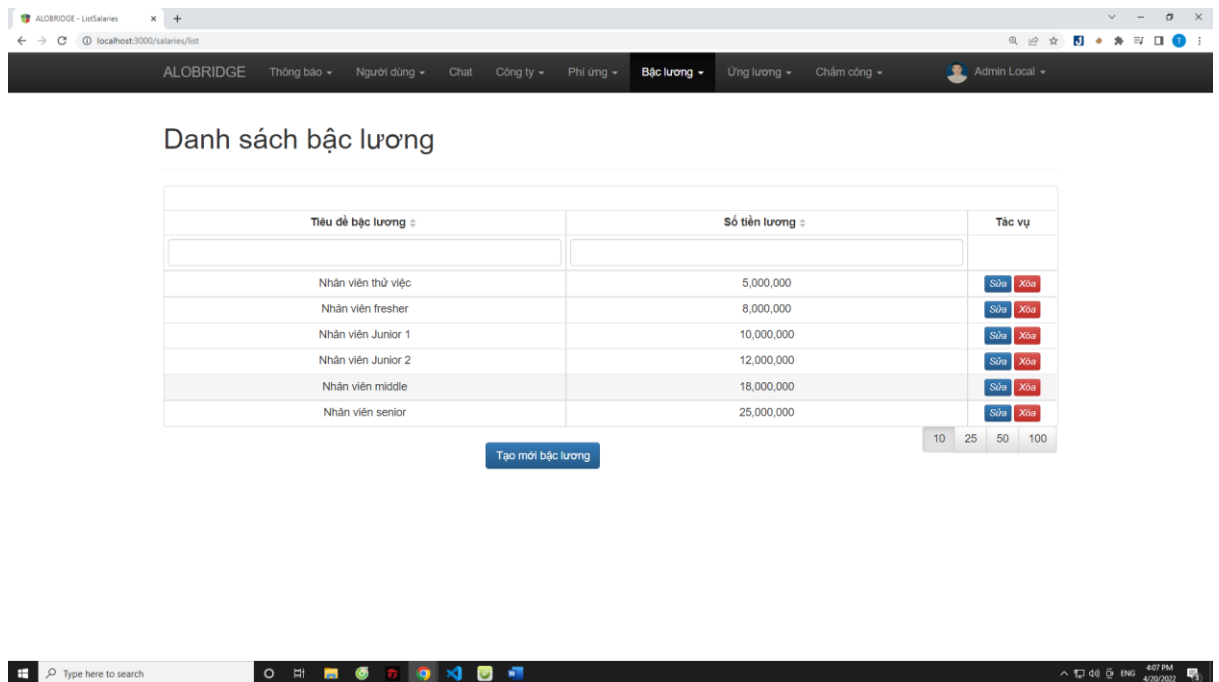 ALOBRIDGE - ListSalaries
localhost:3000/salaries/list
ALOBRIDGE Thông báo Người dùng Chat Công ty Phí ứng Bậc lương Ứng lương Chấm công Admin Local
Danh sách bậc lương
Tiêu đề bậc lương Số tiền lương Tác vụ
Nhân viên thử việc 5,000,000 Sửa Xóa
Nhân viên fresher 8,000,000 Sửa Xóa
Nhân viên Junior 1 10,000,000 Sửa Xóa
Nhân viên Junior 2 12,000,000 Sửa Xóa
Nhân viên middle 18,000,000 Sửa Xóa
Nhân viên senior 25,000,000 Sửa Xóa
10 25 50 100
Tạo mới bậc lương
Type here to search
ENG
4:07 PM
4/20/2022